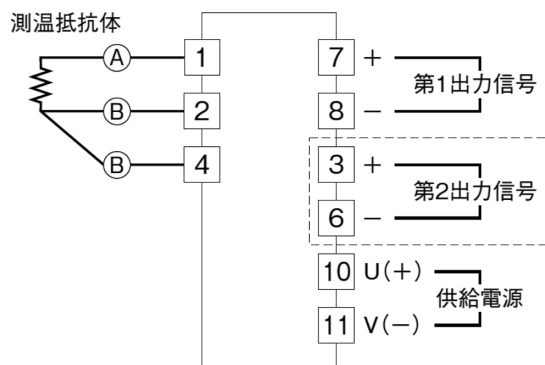 測温抵抗体
A
1
B
2
B
4
7 +
8 −
第1出力信号
3 +
6 −
第2出力信号
10 U(+)
11 V(−)
供給電源